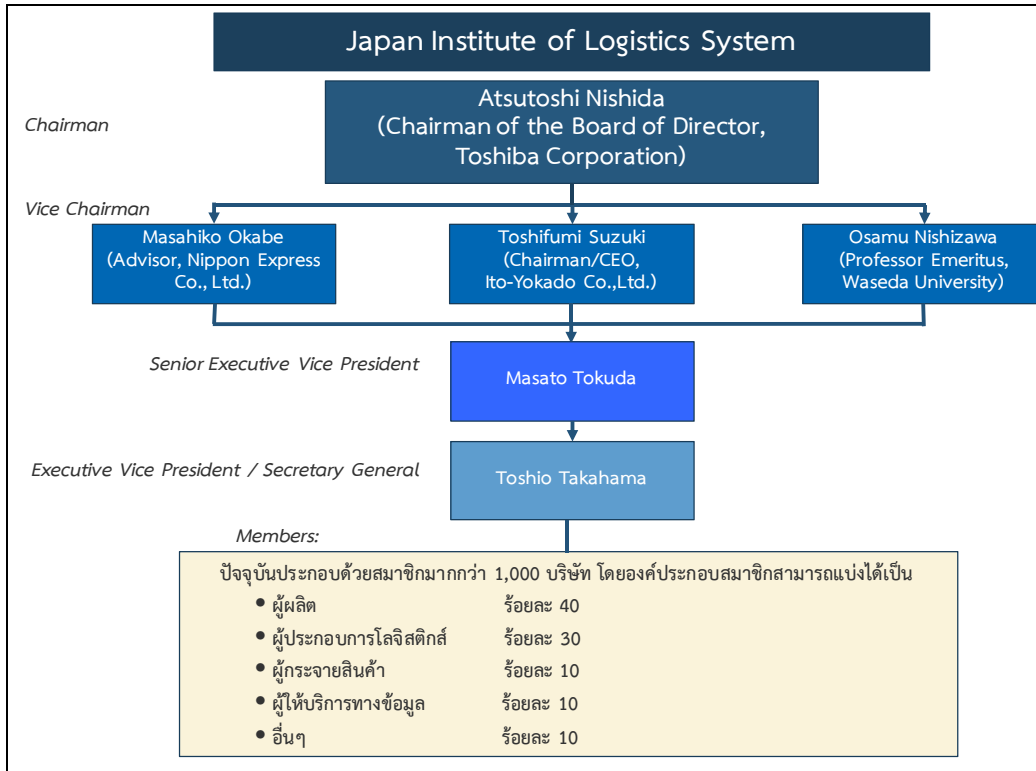 Japan Institute of Logistics System
Chairman
Atsutoshi Nishida
(Chairman of the Board of Director,
Toshiba Corporation)
Vice Chairman
Masahiko Okabe
(Advisor, Nippon Express
Co., Ltd.)
Toshifumi Suzuki
(Chairman/CEO,
Ito-Yokado Co.,Ltd.)
Osamu Nishizawa
(Professor Emeritus,
Waseda University)
Senior Executive Vice President
Masato Tokuda
Executive Vice President / Secretary General
Toshio Takahama
Members:
ปัจจุบันประกอบด้วยสมาชิกมากกว่า 1,000 บริษัท โดยองค์ประกอบสมาชิกสามารถแบ่งได้เป็น
• ผู้ผลิต ร้อยละ 40
• ผู้ประกอบการโลจิสติกส์ ร้อยละ 30
• ผู้กระจายสินค้า ร้อยละ 10
• ผู้ให้บริการทางข้อมูล ร้อยละ 10
• อื่นๆ ร้อยละ 10